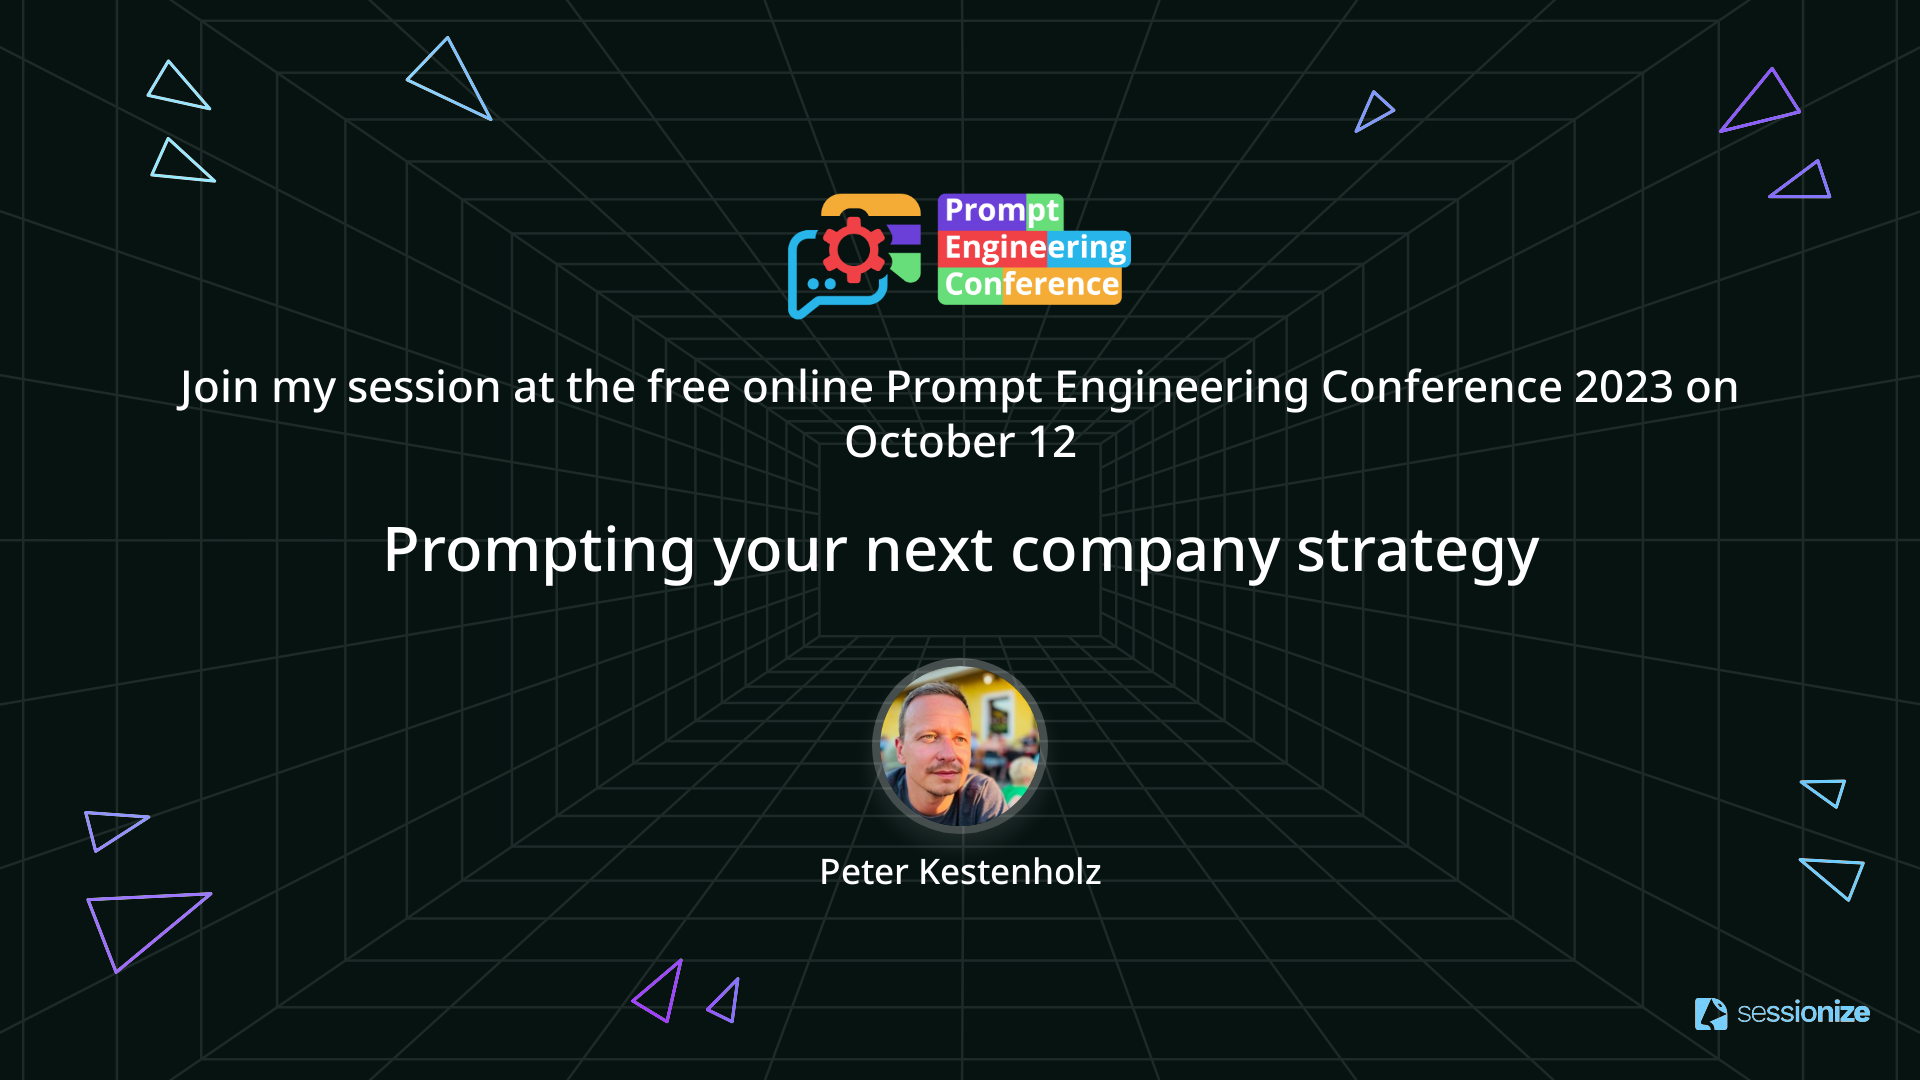 Prompt
Engineering
Conference
Join my session at the free online Prompt Engineering Conference 2023 on
October 12
Prompting your next company strategy
Peter Kestenholz
sessionize